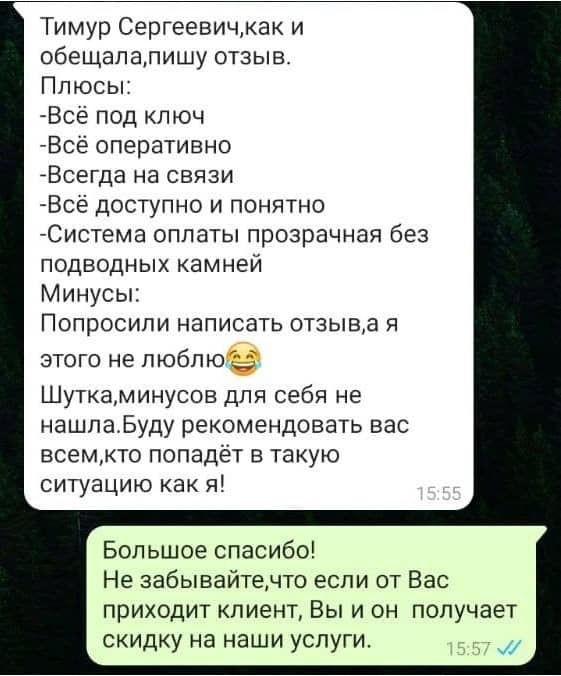 Тимур Сергеевич,как и
обещала,пишу отзыв.
Плюсы:
-Всё под ключ
-Всё оперативно
-Всегда на связи
-Всё доступно и понятно
-Система оплаты прозрачная без
подводных камней
Минусы:
Попросили написать отзыв,а я
этого не люблю😂
Шутка,минусов для себя не
нашла.Буду рекомендовать вас
всем,кто попадёт в такую
ситуацию как я!
15:55
Большое спасибо!
Не забывайте,что если от Вас
приходит клиент, Вы и он  получает
скидку на наши услуги.
15:57